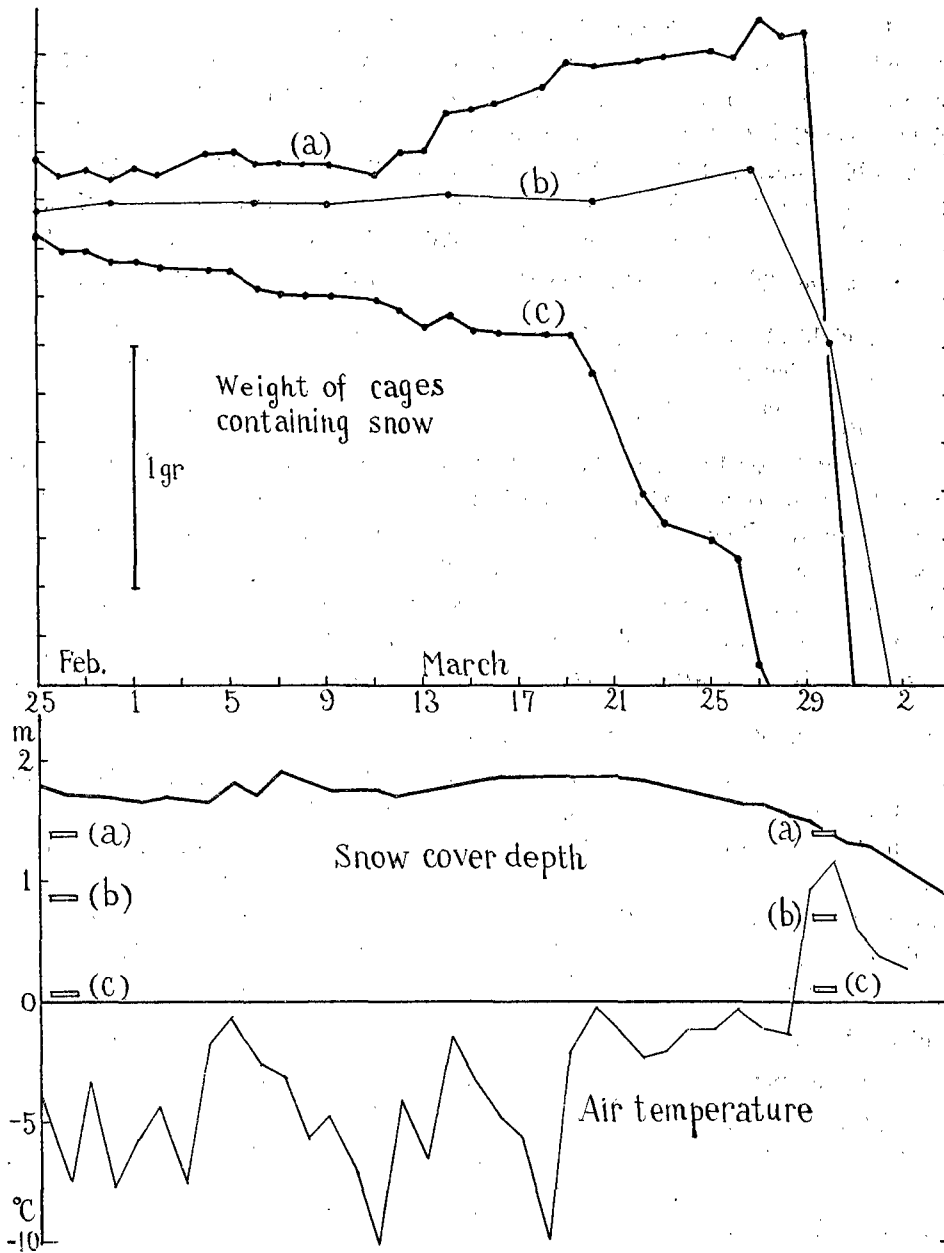 (a)
(b)
(c)
Weight of cages
containing snow
1gr
Feb. March
25 1 5 9 13 17 21 25 29 2
m
2
(a) (a)
Snow cover depth
1
(b) (b)
(c) (c)
0
Air temperature
-5
°C
-10